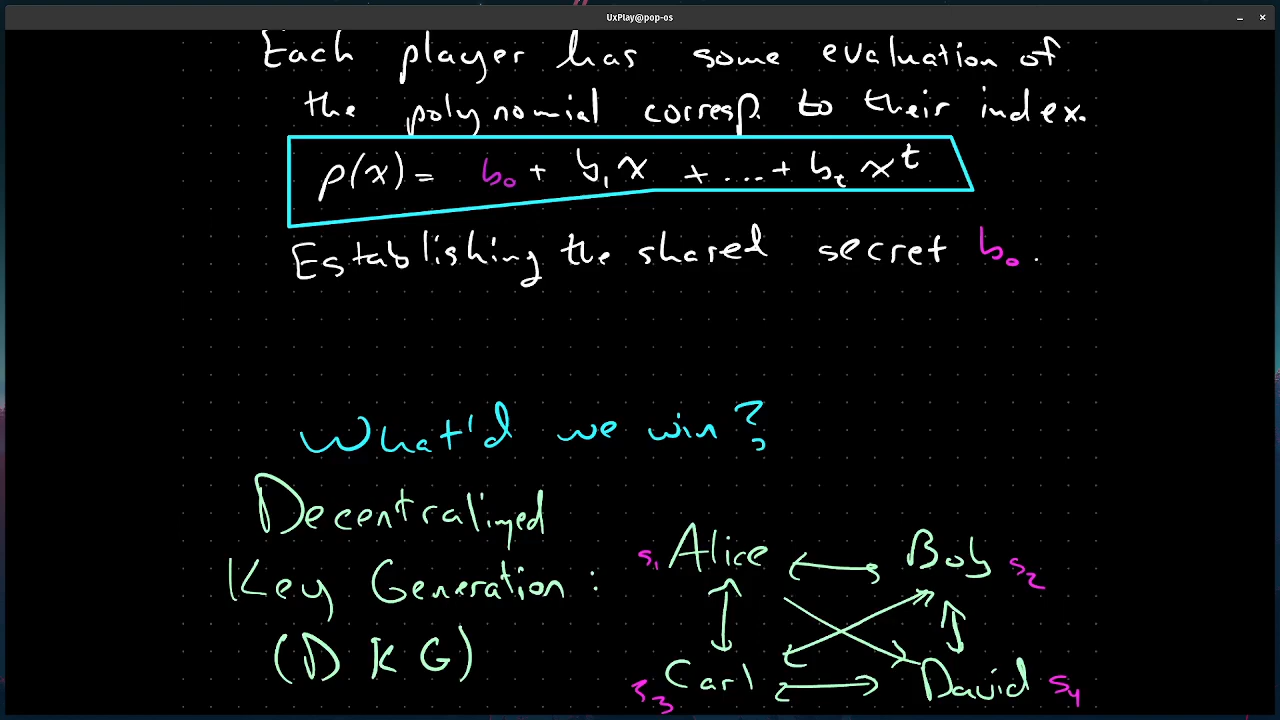 UxPlay@pop-os
Each player has some evaluation of
the polynomial corresp. to their index.
p(x) = b₀ + b₁x + .... + bₜxᵗ
Establishing the shared secret b₀.
What'd we win?
Decentralized
Key Generation:
(DKG)
s₁ Alice Bob s₂
s₃ Carl David s₄